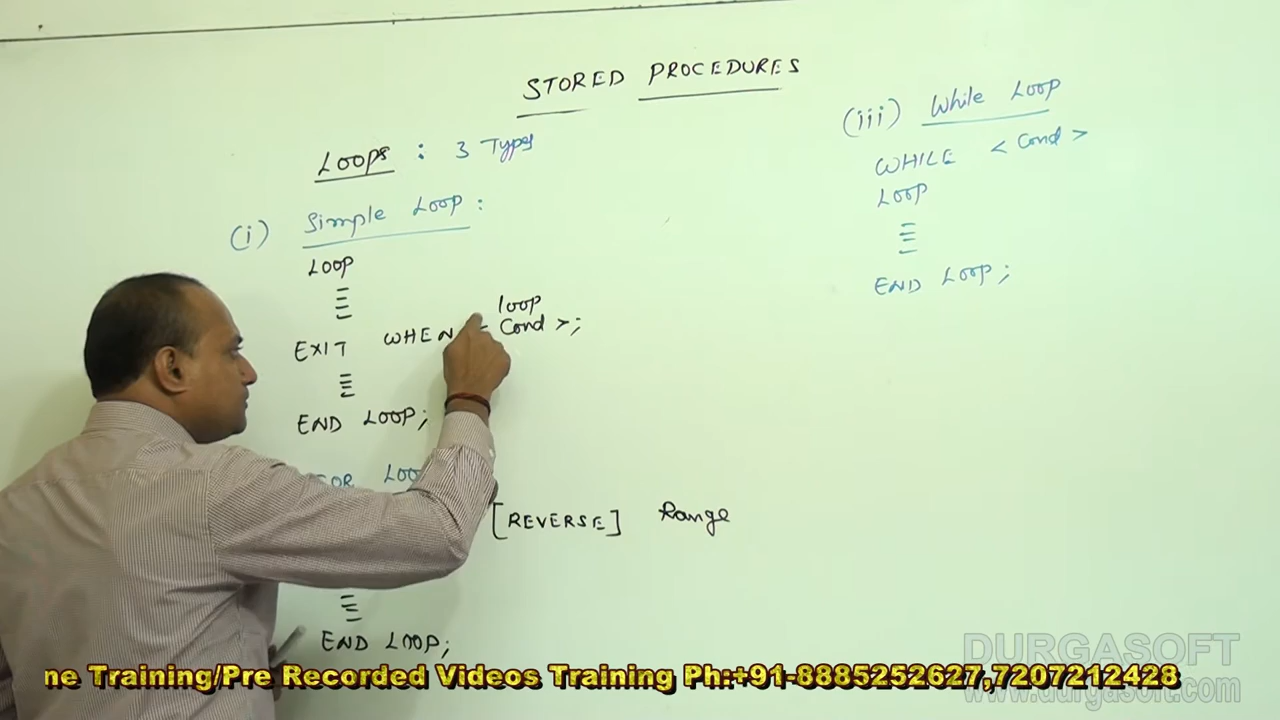 STORED PROCEDURES
LOOPS : 3 Types
(i) Simple Loop :
LOOP
EXIT WHEN loop Cond > ;
END LOOP ;
FOR LOO
[REVERSE] Range
END LOOP ;
(iii) While Loop
WHILE < Cond >
LOOP
END LOOP ;
DURGASOFT
www.durgasoft.com
ne Training/Pre Recorded Videos Training Ph:+91-8885252627,7207212428